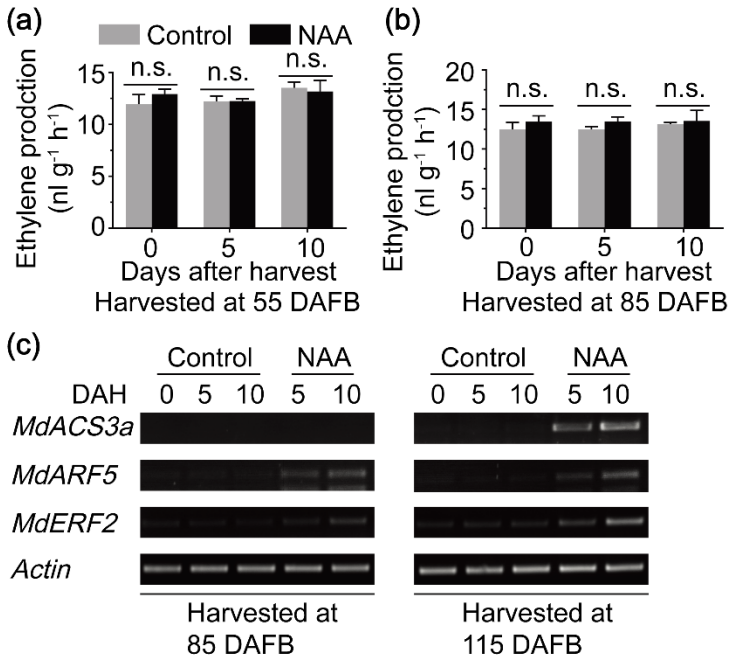 (a)
Control NAA
Ethylene prodction
(nl g⁻¹ h⁻¹)
15
10
5
0
n.s. n.s. n.s.
0 5 10
Days after harvest
Harvested at 55 DAFB
(b)
Ethylene prodction
(nl g⁻¹ h⁻¹)
20
15
10
5
0
n.s. n.s. n.s.
0 5 10
Days after harvest
Harvested at 85 DAFB
(c)
Control NAA Control NAA
DAH 0 5 10 5 10 0 5 10 5 10
MdACS3a
MdARF5
MdERF2
Actin
Harvested at
85 DAFB
Harvested at
115 DAFB